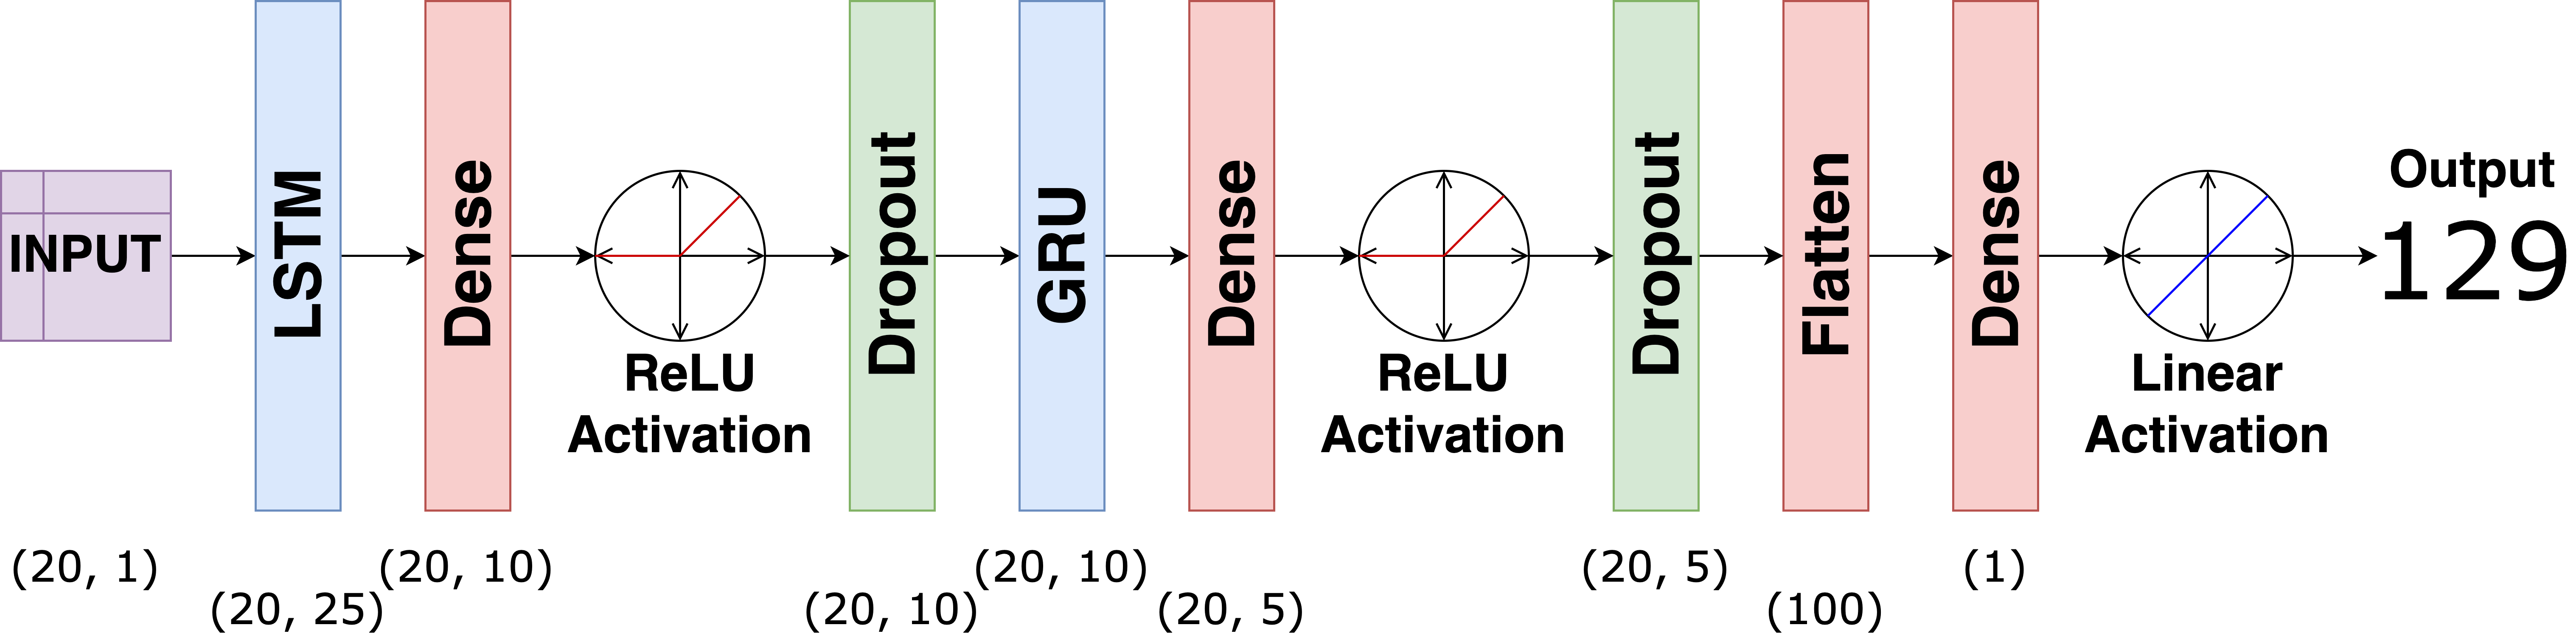 INPUT
LSTM
Dense
ReLU
Activation
Dropout
GRU
Dense
ReLU
Activation
Dropout
Flatten
Dense
Linear
Activation
Output
129
(20, 1)
(20, 25)
(20, 10)
(20, 10)
(20, 10)
(20, 5)
(20, 5)
(100)
(1)